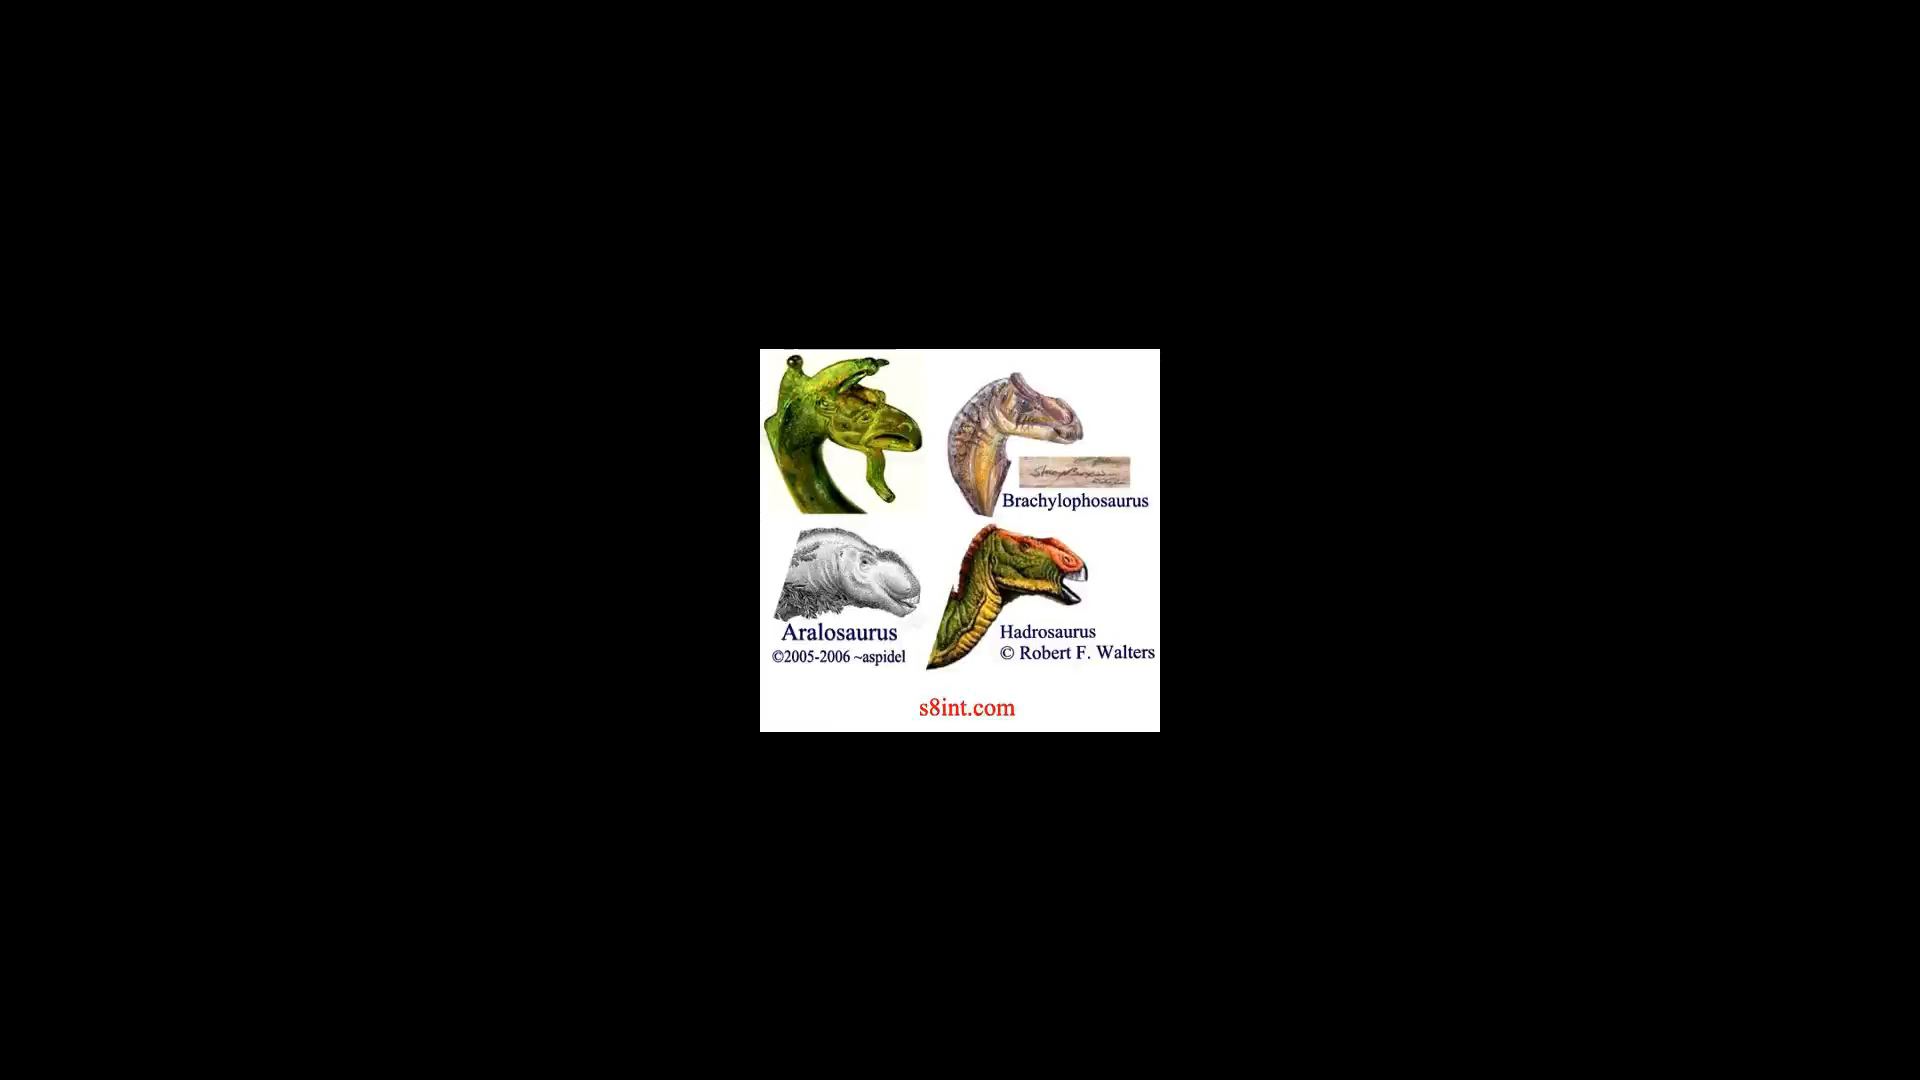 Brachylophosaurus
Aralosaurus
©2005-2006 ~aspidel
Hadrosaurus
© Robert F. Walters
s8int.com